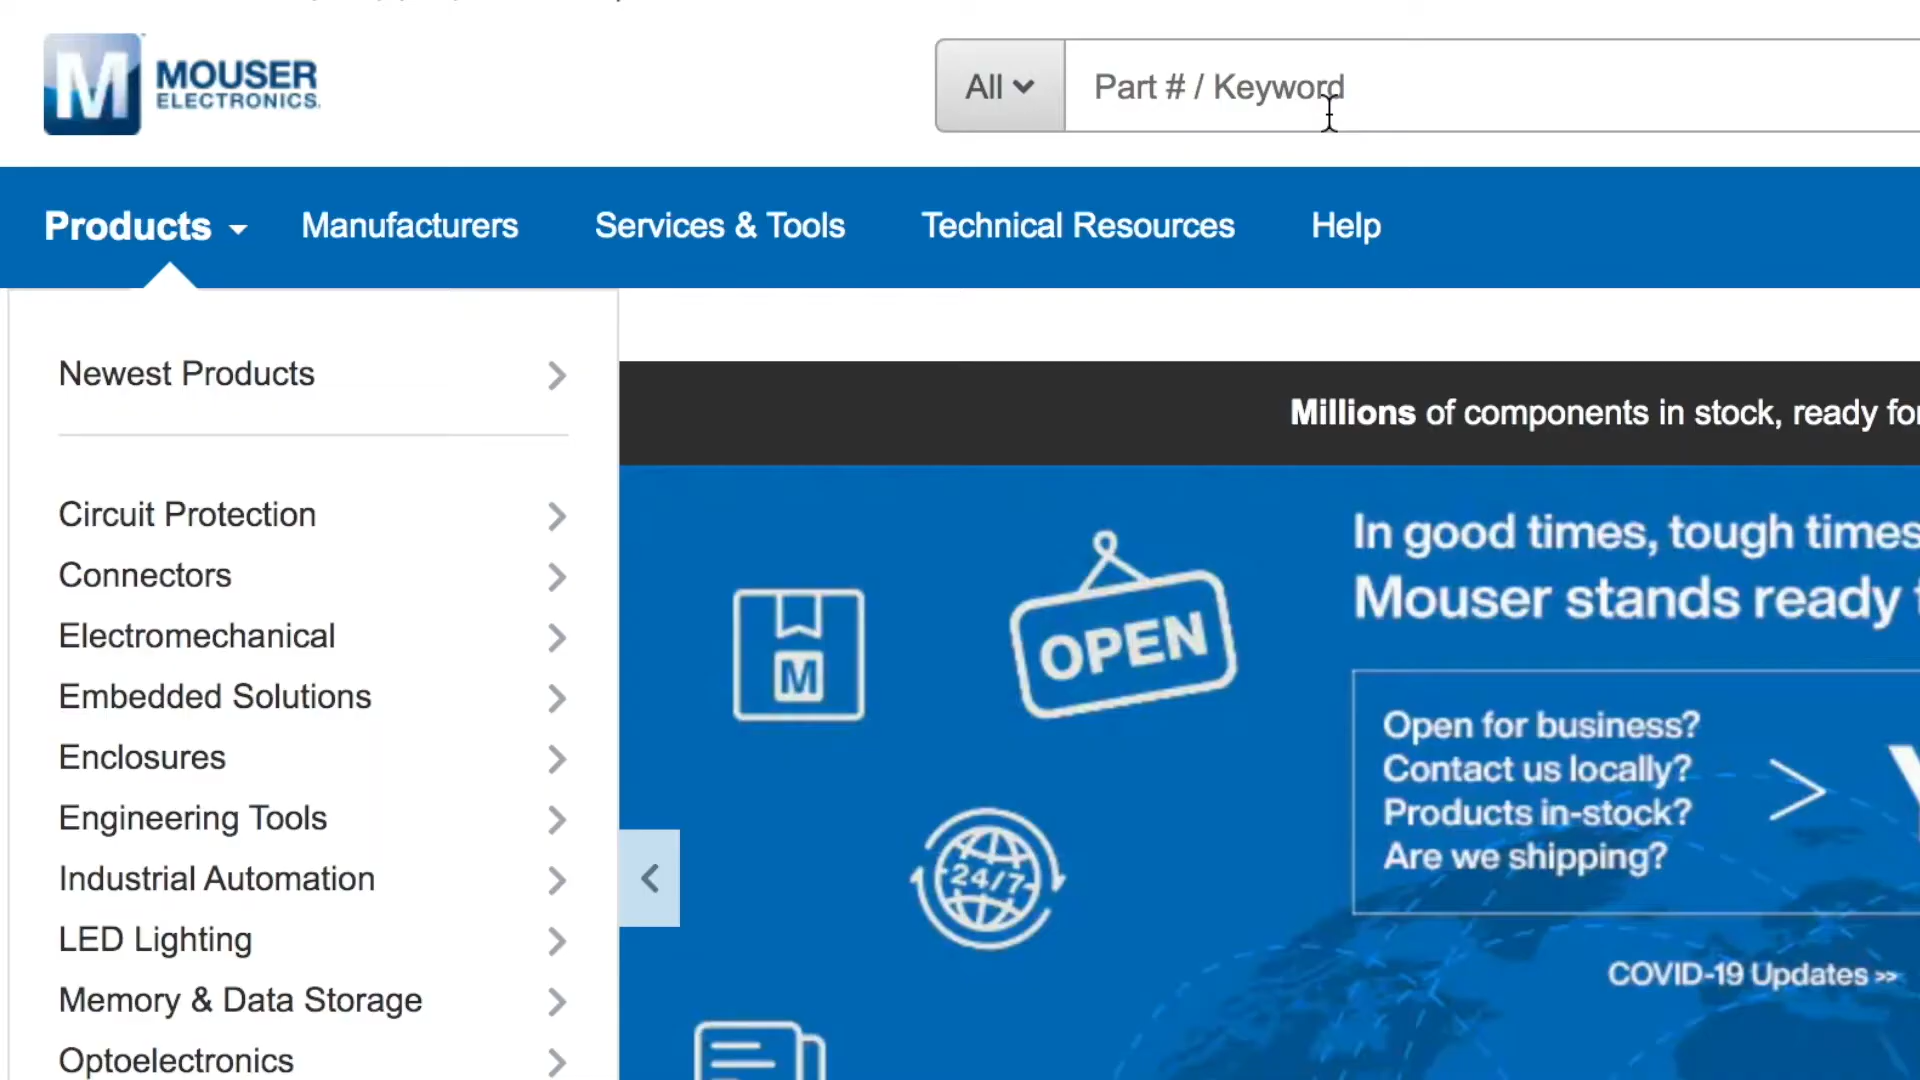 MOUSER
ELECTRONICS
All
Part # / Keyword
Products
Manufacturers
Services & Tools
Technical Resources
Help
Newest Products
Circuit Protection
Connectors
Electromechanical
Embedded Solutions
Enclosures
Engineering Tools
Industrial Automation
LED Lighting
Memory & Data Storage
Optoelectronics
Millions of components in stock, ready for
M
OPEN
24/7
In good times, tough times
Mouser stands ready
Open for business?
Contact us locally?
Products in-stock?
Are we shipping?
COVID-19 Updates >>